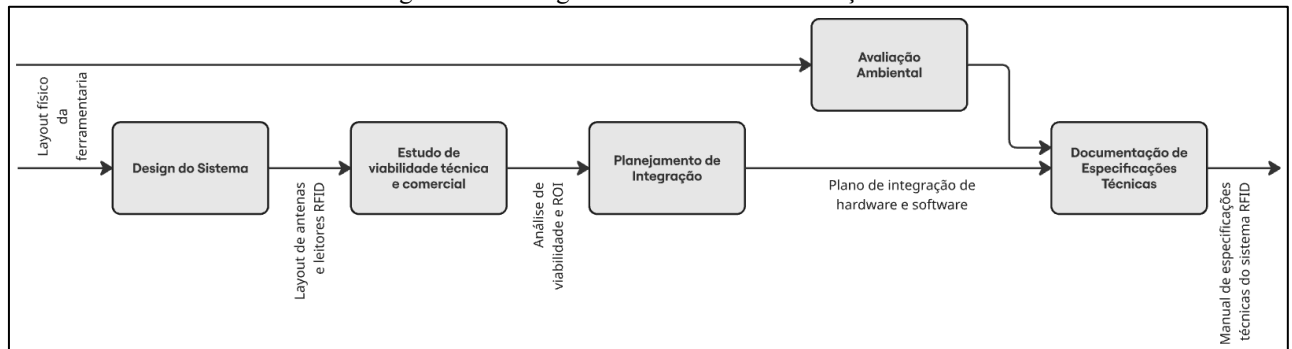 Avaliação
Ambiental
Layout físico
da
ferramentaria
Design do Sistema
Layout de antenas
e leitores RFID
Estudo de
viabilidade técnica
e comercial
Análise de
viabilidade e ROI
Planejamento de
Integração
Plano de integração de
hardware e software
Documentação de
Especificações
Técnicas
Manual de especificações
técnicas do sistema RFID